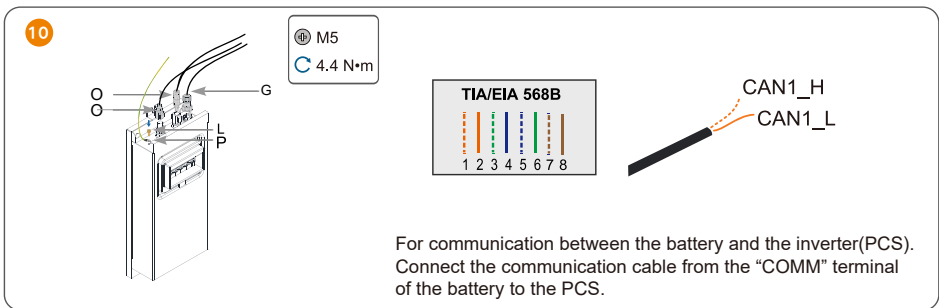 10
M5
4.4 N•m
O
O
G
L
P
TIA/EIA 568B
1 2 3 4 5 6 7 8
CAN1_H
CAN1_L
For communication between the battery and the inverter(PCS).
Connect the communication cable from the “COMM” terminal
of the battery to the PCS.